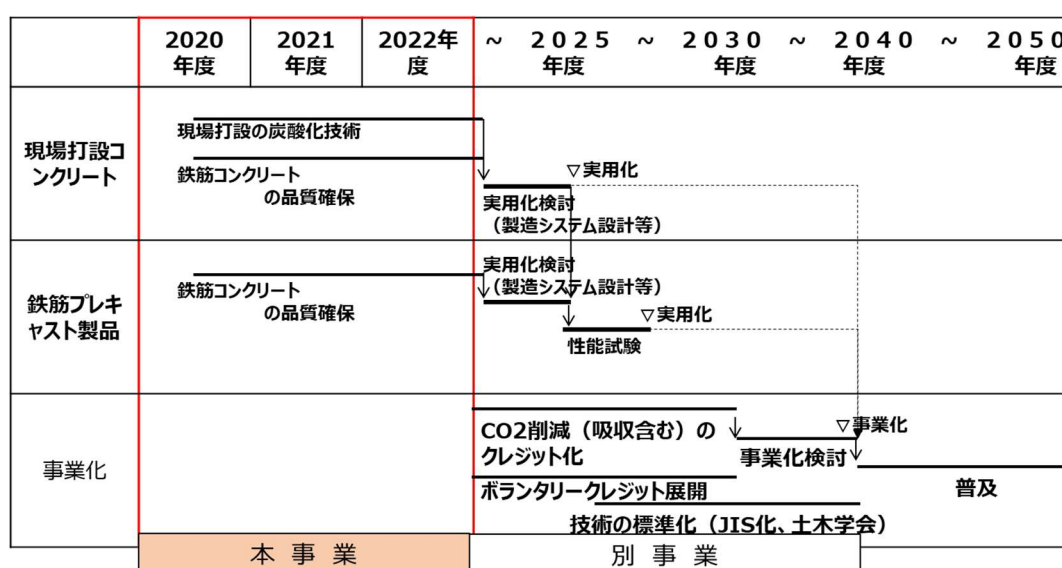 2020 2021 2022年 ~ 2025 ~ 2030 ~ 2040 ~ 2050
年度 年度 度 年度 年度 年度 年度
現場打設コ
ンクリート
現場打設の炭酸化技術
鉄筋コンクリート
の品質確保
▽実用化
実用化検討
（製造システム設計等）
鉄筋プレキ
ャスト製品
鉄筋コンクリート
の品質確保
実用化検討
（製造システム設計等）
▽実用化
性能試験
事業化
CO2削減（吸収含む）の
クレジット化
▽事業化
事業化検討
ボランタリークレジット展開
普及
技術の標準化（JIS化、土木学会）
本 事 業
別 事 業